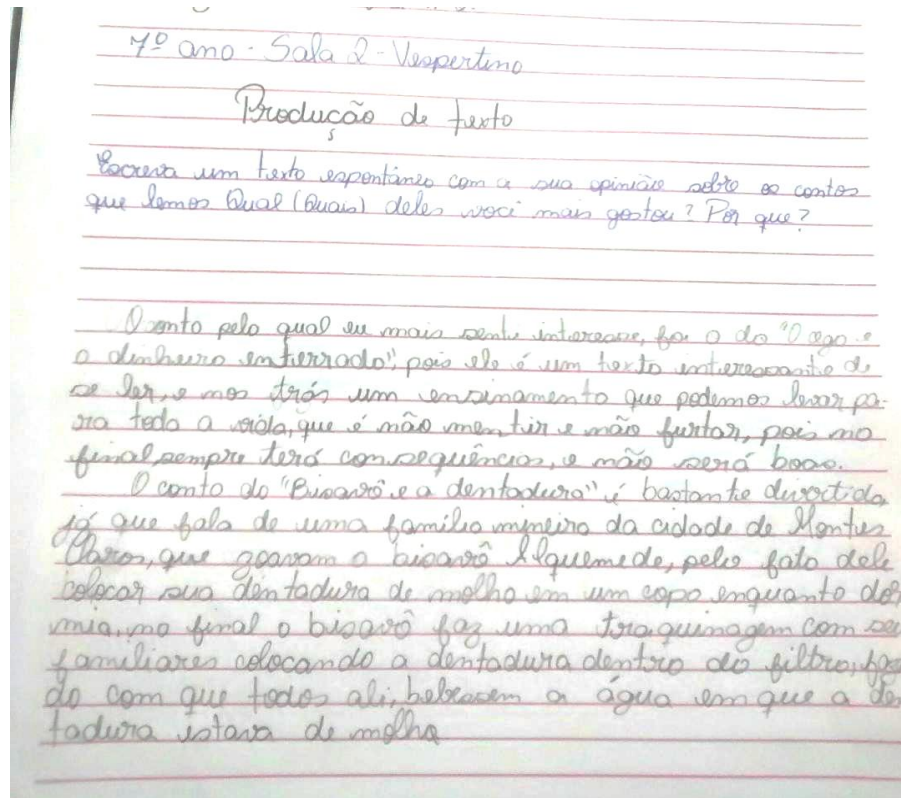 7º ano - Sala 2 - Vespertino
Produção de texto
Escreva um texto espontâneo com a sua opinião sobre os contos
que lemos Qual (Quais) deles você mais gostou? Por que?
O conto pelo qual eu mais senti interesse, foi o do "O cego e
o dinheiro enterrado", pois ele é um texto interessante de
se ler, e nos trás um ensinamento que podemos levar pa-
ra toda a vida, que é não mentir e não furtar, pois no
final, sempre terá consequências, e não será boas.
O conto do "Bisavô e a dentadura" é bastante divertida,
já que fala de uma família mineira da cidade de Montes
Claros, que zoavam o bisavô Alquemede, pelo fato dele
colocar sua dentadura de molho em um copo enquanto dor
mia, no final o bisavô faz uma traquinagem com seu
familiares colocando a dentadura dentro do filtro, faz
do com que todos ali, bebessem a água em que a de
tadura estava de molho